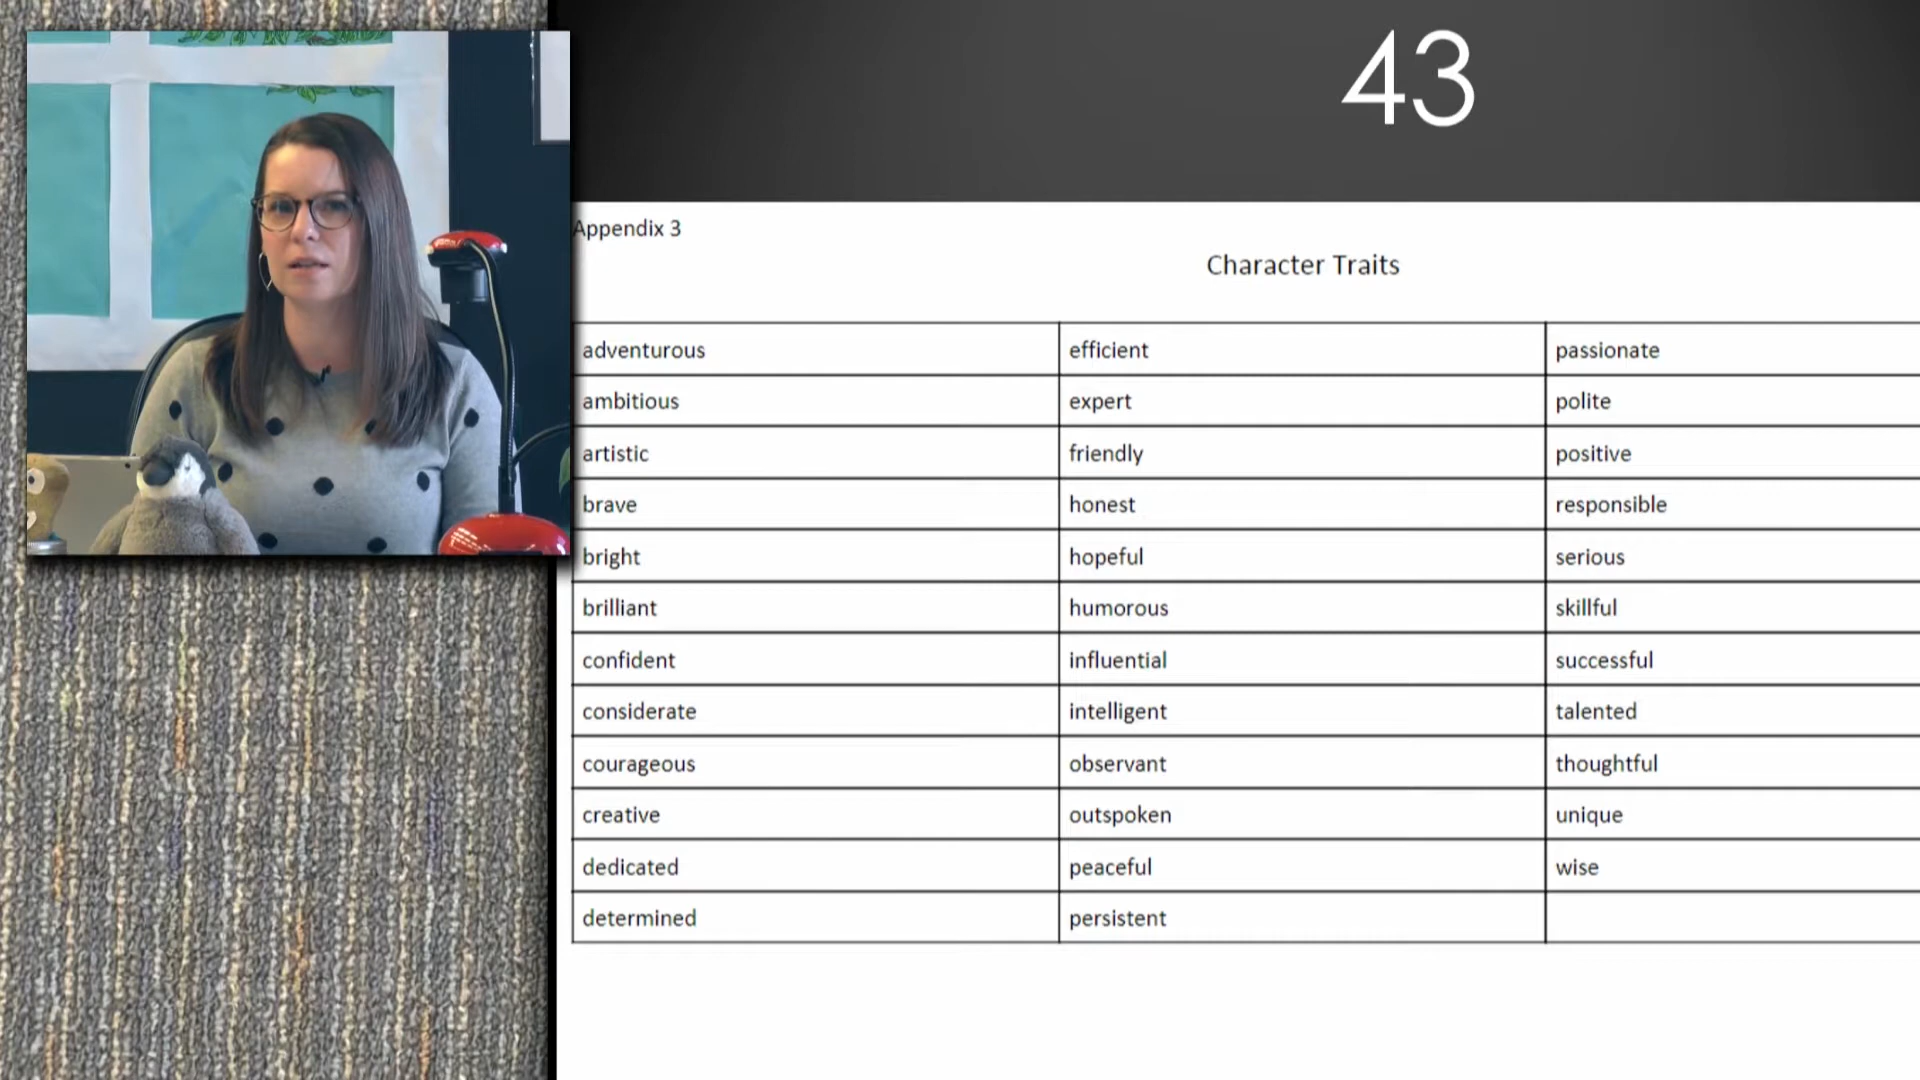 43
Appendix 3
Character Traits
adventurous efficient passionate
ambitious expert polite
artistic friendly positive
brave honest responsible
bright hopeful serious
brilliant humorous skillful
confident influential successful
considerate intelligent talented
courageous observant thoughtful
creative outspoken unique
dedicated peaceful wise
determined persistent